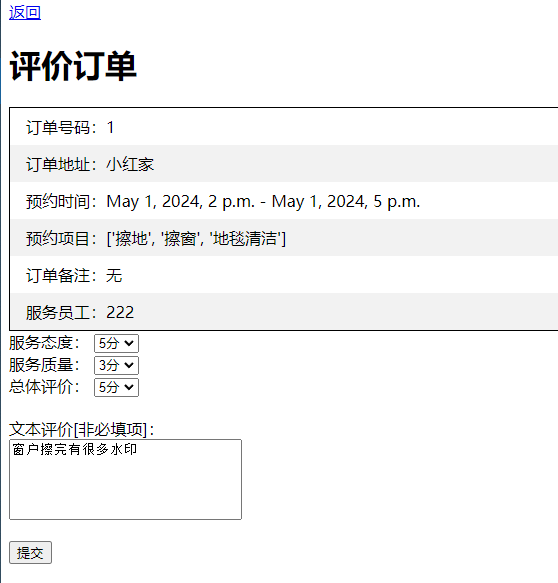 返回
评价订单
订单号码：1
订单地址：小红家
预约时间：May 1, 2024, 2 p.m. - May 1, 2024, 5 p.m.
预约项目：['擦地', '擦窗', '地毯清洁']
订单备注：无
服务员工：222
服务态度： 5分
服务质量： 3分
总体评价： 5分
文本评价[非必填项]：
窗户擦完有很多水印
提交